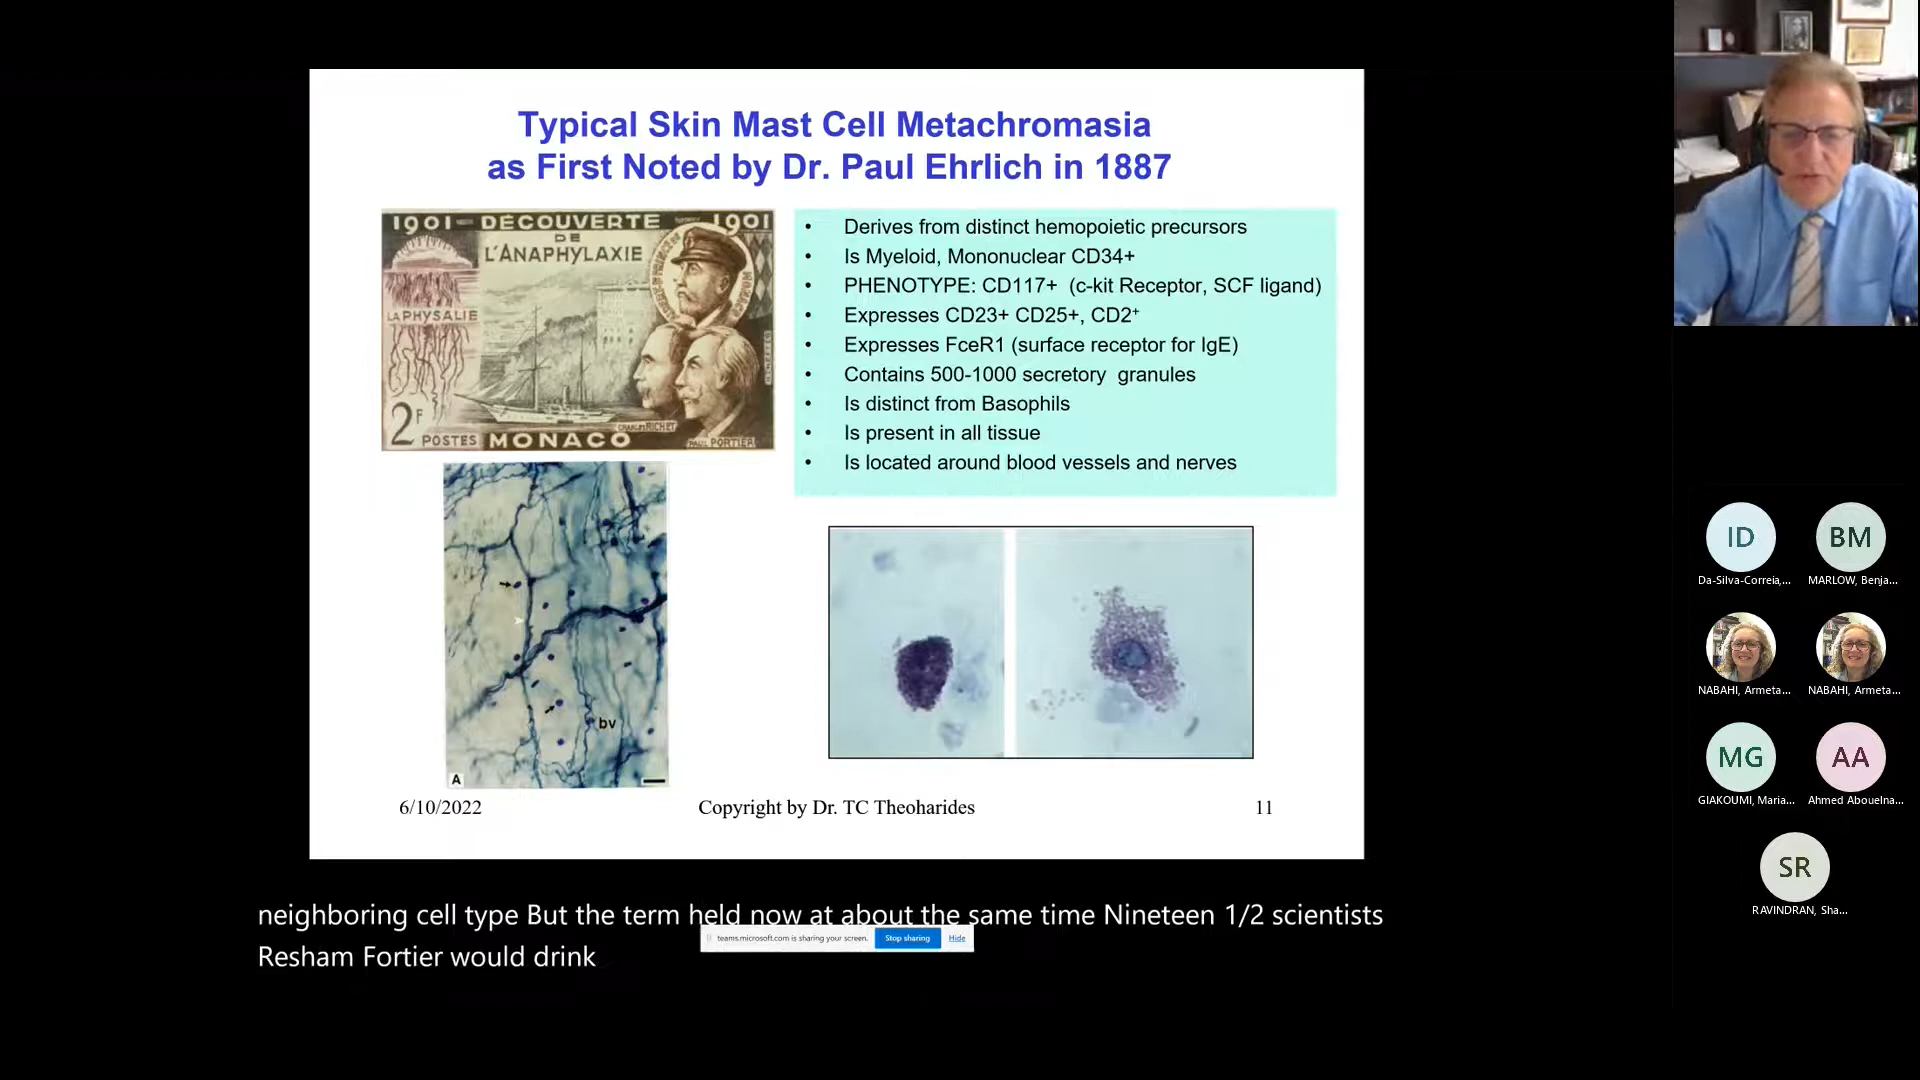 Typical Skin Mast Cell Metachromasia
as First Noted by Dr. Paul Ehrlich in 1887
1901 DÉCOUVERTE 1901
DE
L'ANAPHYLAXIE
LA PHYSALIE
2F
POSTES MONACO
CHARLES RICHET
PAUL PORTIER
• Derives from distinct hemopoietic precursors
• Is Myeloid, Mononuclear CD34+
• PHENOTYPE: CD117+ (c-kit Receptor, SCF ligand)
• Expresses CD23+ CD25+, CD2⁺
• Expresses FceR1 (surface receptor for IgE)
• Contains 500-1000 secretory granules
• Is distinct from Basophils
• Is present in all tissue
• Is located around blood vessels and nerves
bv
A
6/10/2022
Copyright by Dr. TC Theoharides
11
neighboring cell type But the term held now at about the same time Nineteen 1/2 scientists
Resham Fortier would drink
teams.microsoft.com is sharing your screen. Stop sharing Hide
ID
Da-Silva-Correia,...
BM
MARLOW, Benja...
NABAHI, Armeta...
NABAHI, Armeta...
MG
GIAKOUMI, Maria...
AA
Ahmed Abouelna...
SR
RAVINDRAN, Sha...